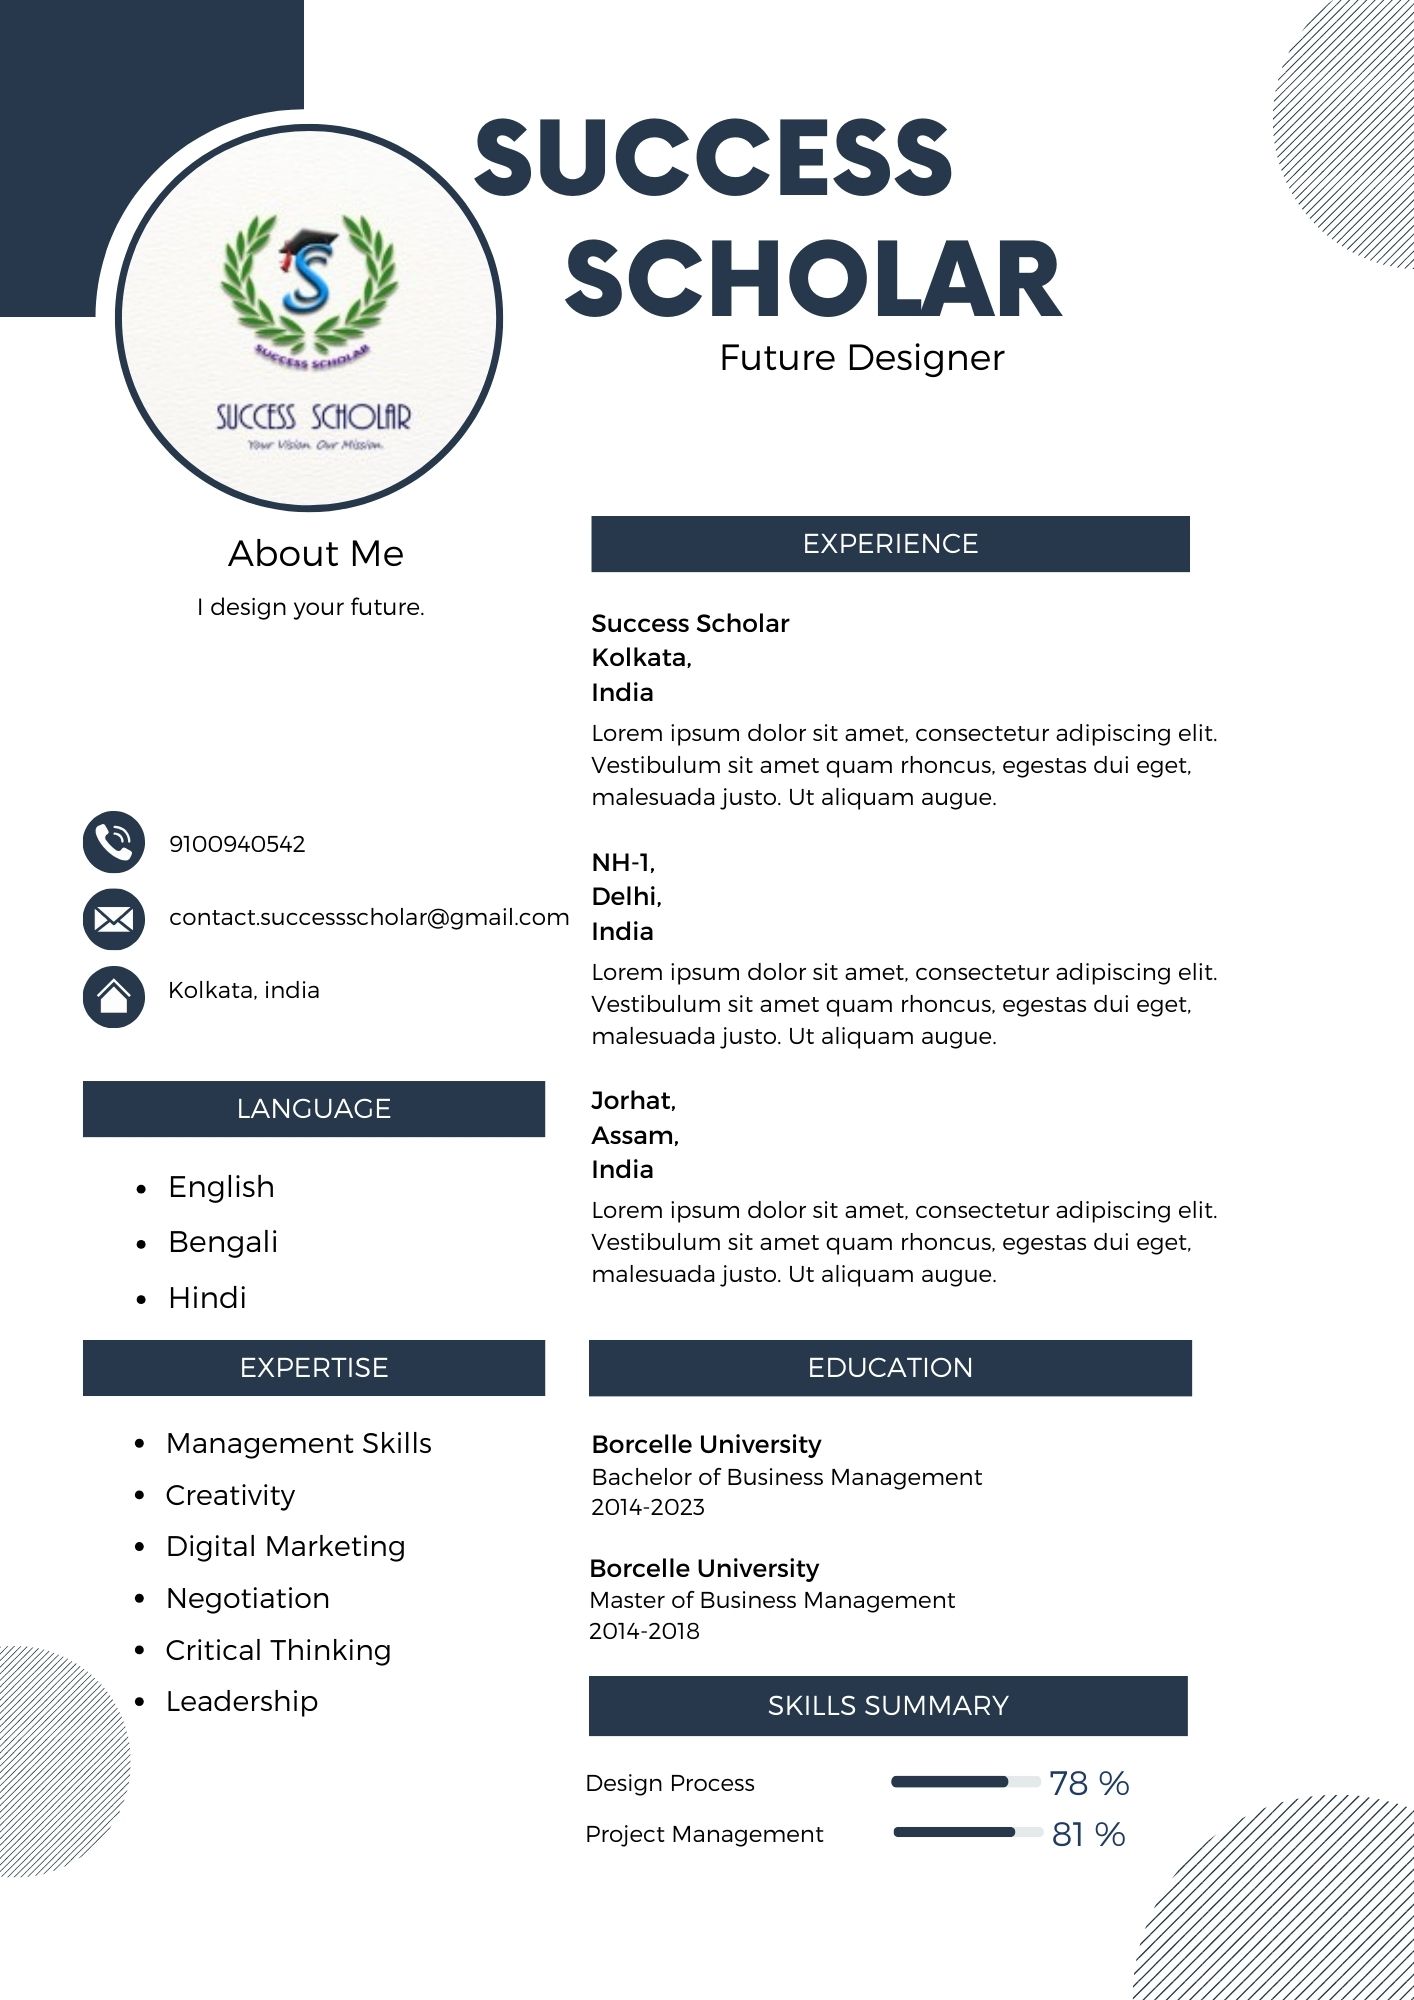 SUCCESS
SCHOLAR
Future Designer
SUCCESS SCHOLAR
SUCCESS SCHOLAR
Your Vision. Our Mission.
About Me
I design your future.
9100940542
contact.successscholar@gmail.com
Kolkata, india
LANGUAGE
• English
• Bengali
• Hindi
EXPERTISE
• Management Skills
• Creativity
• Digital Marketing
• Negotiation
• Critical Thinking
• Leadership
EXPERIENCE
Success Scholar
Kolkata,
India
Lorem ipsum dolor sit amet, consectetur adipiscing elit.
Vestibulum sit amet quam rhoncus, egestas dui eget,
malesuada justo. Ut aliquam augue.
NH-1,
Delhi,
India
Lorem ipsum dolor sit amet, consectetur adipiscing elit.
Vestibulum sit amet quam rhoncus, egestas dui eget,
malesuada justo. Ut aliquam augue.
Jorhat,
Assam,
India
Lorem ipsum dolor sit amet, consectetur adipiscing elit.
Vestibulum sit amet quam rhoncus, egestas dui eget,
malesuada justo. Ut aliquam augue.
EDUCATION
Borcelle University
Bachelor of Business Management
2014-2023
Borcelle University
Master of Business Management
2014-2018
SKILLS SUMMARY
Design Process 78 %
Project Management 81 %